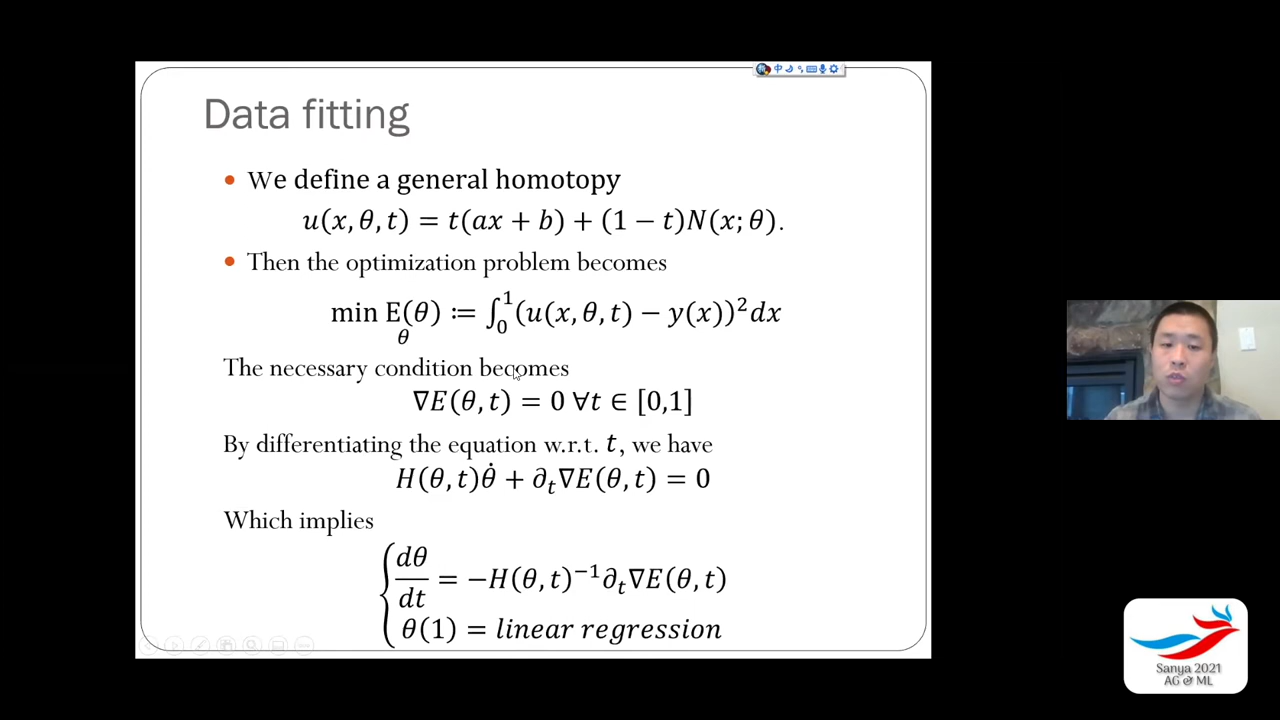 中
Data fitting
• We define a general homotopy
u(x, θ, t) = t(ax + b) + (1 − t)N(x; θ).
• Then the optimization problem becomes
min E(θ) ≔ ∫₀¹(u(x, θ, t) − y(x))²dx
θ
The necessary condition becomes
∇E(θ, t) = 0 ∀t ∈ [0,1]
By differentiating the equation w.r.t. t, we have
H(θ, t)θ̇ + ∂ₜ∇E(θ, t) = 0
Which implies
dθ/dt = −H(θ, t)⁻¹∂ₜ∇E(θ, t)
θ(1) = linear regression
Sanya 2021
AG & ML